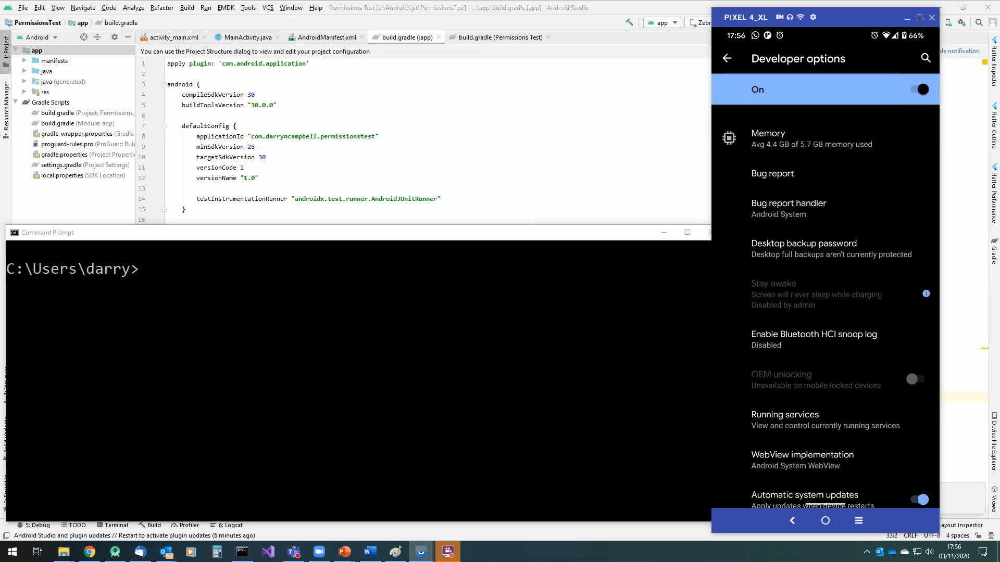 File Edit View Navigate Code Analyze Refactor Build Run EMDK Tools VCS Window Help Permissions Test [L:\Android\git\PermissionsTest] - ...\app\build.gradle [app] - Android Studio
PermissionsTest app build.gradle
app
Zebr
Android
activity_main.xml MainActivity.java AndroidManifest.xml build.gradle (:app) build.gradle (Permissions Test)
You can use the Project Structure dialog to view and edit your project configuration
de notification
1: Project
Resource Manager
app
manifests
java
java (generated)
res
Gradle Scripts
build.gradle (Project: Permissions_
build.gradle (Module: app)
gradle-wrapper.properties (Gradle
proguard-rules.pro (ProGuard Rule
gradle.properties (Project Properti
settings.gradle (Project Settings)
local.properties (SDK Location)
1 apply plugin: 'com.android.application'
2
3 android {
4 compileSdkVersion 30
5 buildToolsVersion "30.0.0"
6
7 defaultConfig {
8 applicationId "com.darryncampbell.permissionstest"
9 minSdkVersion 26
10 targetSdkVersion 30
11 versionCode 1
12 versionName "1.0"
13
14 testInstrumentationRunner "androidx.test.runner.AndroidJUnitRunner"
15 }
16
Command Prompt
C:\Users\darry>
PIXEL 4_XL
17:56 66%
Developer options
On
Memory
Avg 4.4 GB of 5.7 GB memory used
Bug report
Bug report handler
Android System
Desktop backup password
Desktop full backups aren't currently protected
Stay awake
Screen will never sleep while charging
Disabled by admin
Enable Bluetooth HCI snoop log
Disabled
OEM unlocking
Unavailable on mobile-locked devices
Running services
View and control currently running services
WebView implementation
Android System WebView
Automatic system updates
Apply updates when device restarts
Flutter Inspector
Flutter Outline
Flutter Performance
Gradle
Device File Explorer
Viewer
5: Debug TODO Terminal Build Profiler 6: Logcat
ayout Inspector
Android Studio and plugin updates // Restart to activate plugin updates (6 minutes ago)
33:2 CRLF UTF-8 4 spaces
17:56
03/11/2020